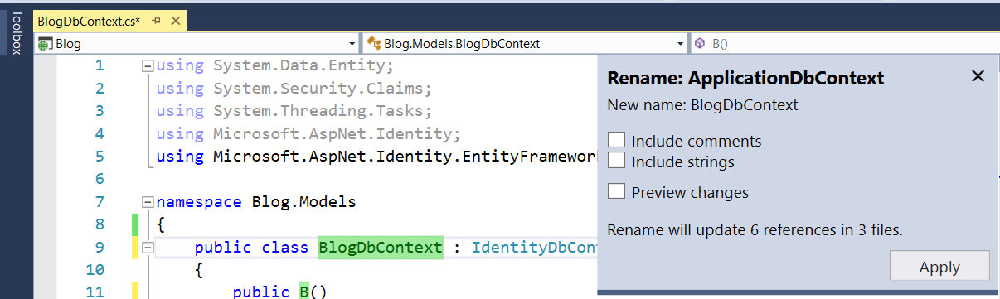 Toolbox
BlogDbContext.cs*
Blog
Blog.Models.BlogDbContext
B()
1 using System.Data.Entity;
2 using System.Security.Claims;
3 using System.Threading.Tasks;
4 using Microsoft.AspNet.Identity;
5 using Microsoft.AspNet.Identity.EntityFramewor
6
7 namespace Blog.Models
8 {
9 public class BlogDbContext : IdentityDbCon
10 {
11 public B()
Rename: ApplicationDbContext
New name: BlogDbContext
Include comments
Include strings
Preview changes
Rename will update 6 references in 3 files.
Apply